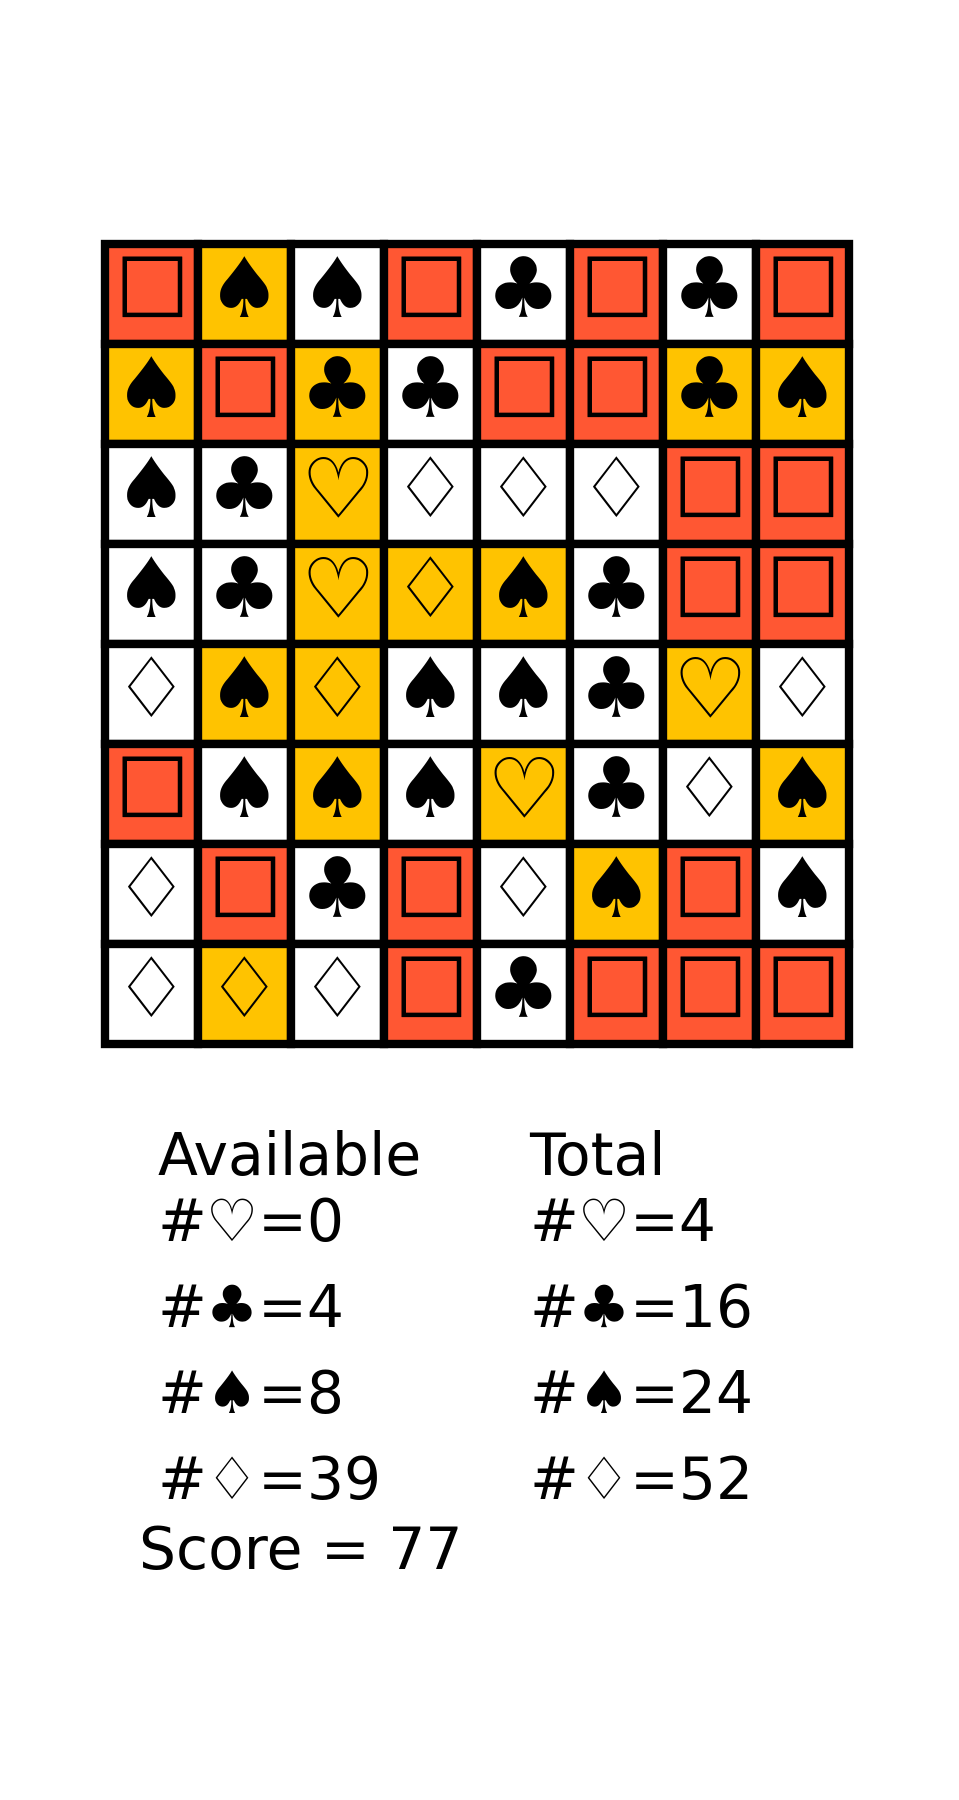 □ ♠ ♠ □ ♣ □ ♣ □
♠ □ ♣ ♣ □ □ ♣ ♠
♠ ♣ ♡ ♢ ♢ ♢ □ □
♠ ♣ ♡ ♢ ♠ ♣ □ □
♢ ♠ ♢ ♠ ♠ ♣ ♡ ♢
□ ♠ ♠ ♠ ♡ ♣ ♢ ♠
♢ □ ♣ □ ♢ ♠ □ ♠
♢ ♢ ♢ □ ♣ □ □ □
Available Total
#♡=0 #♡=4
#♣=4 #♣=16
#♠=8 #♠=24
#♢=39 #♢=52
Score = 77